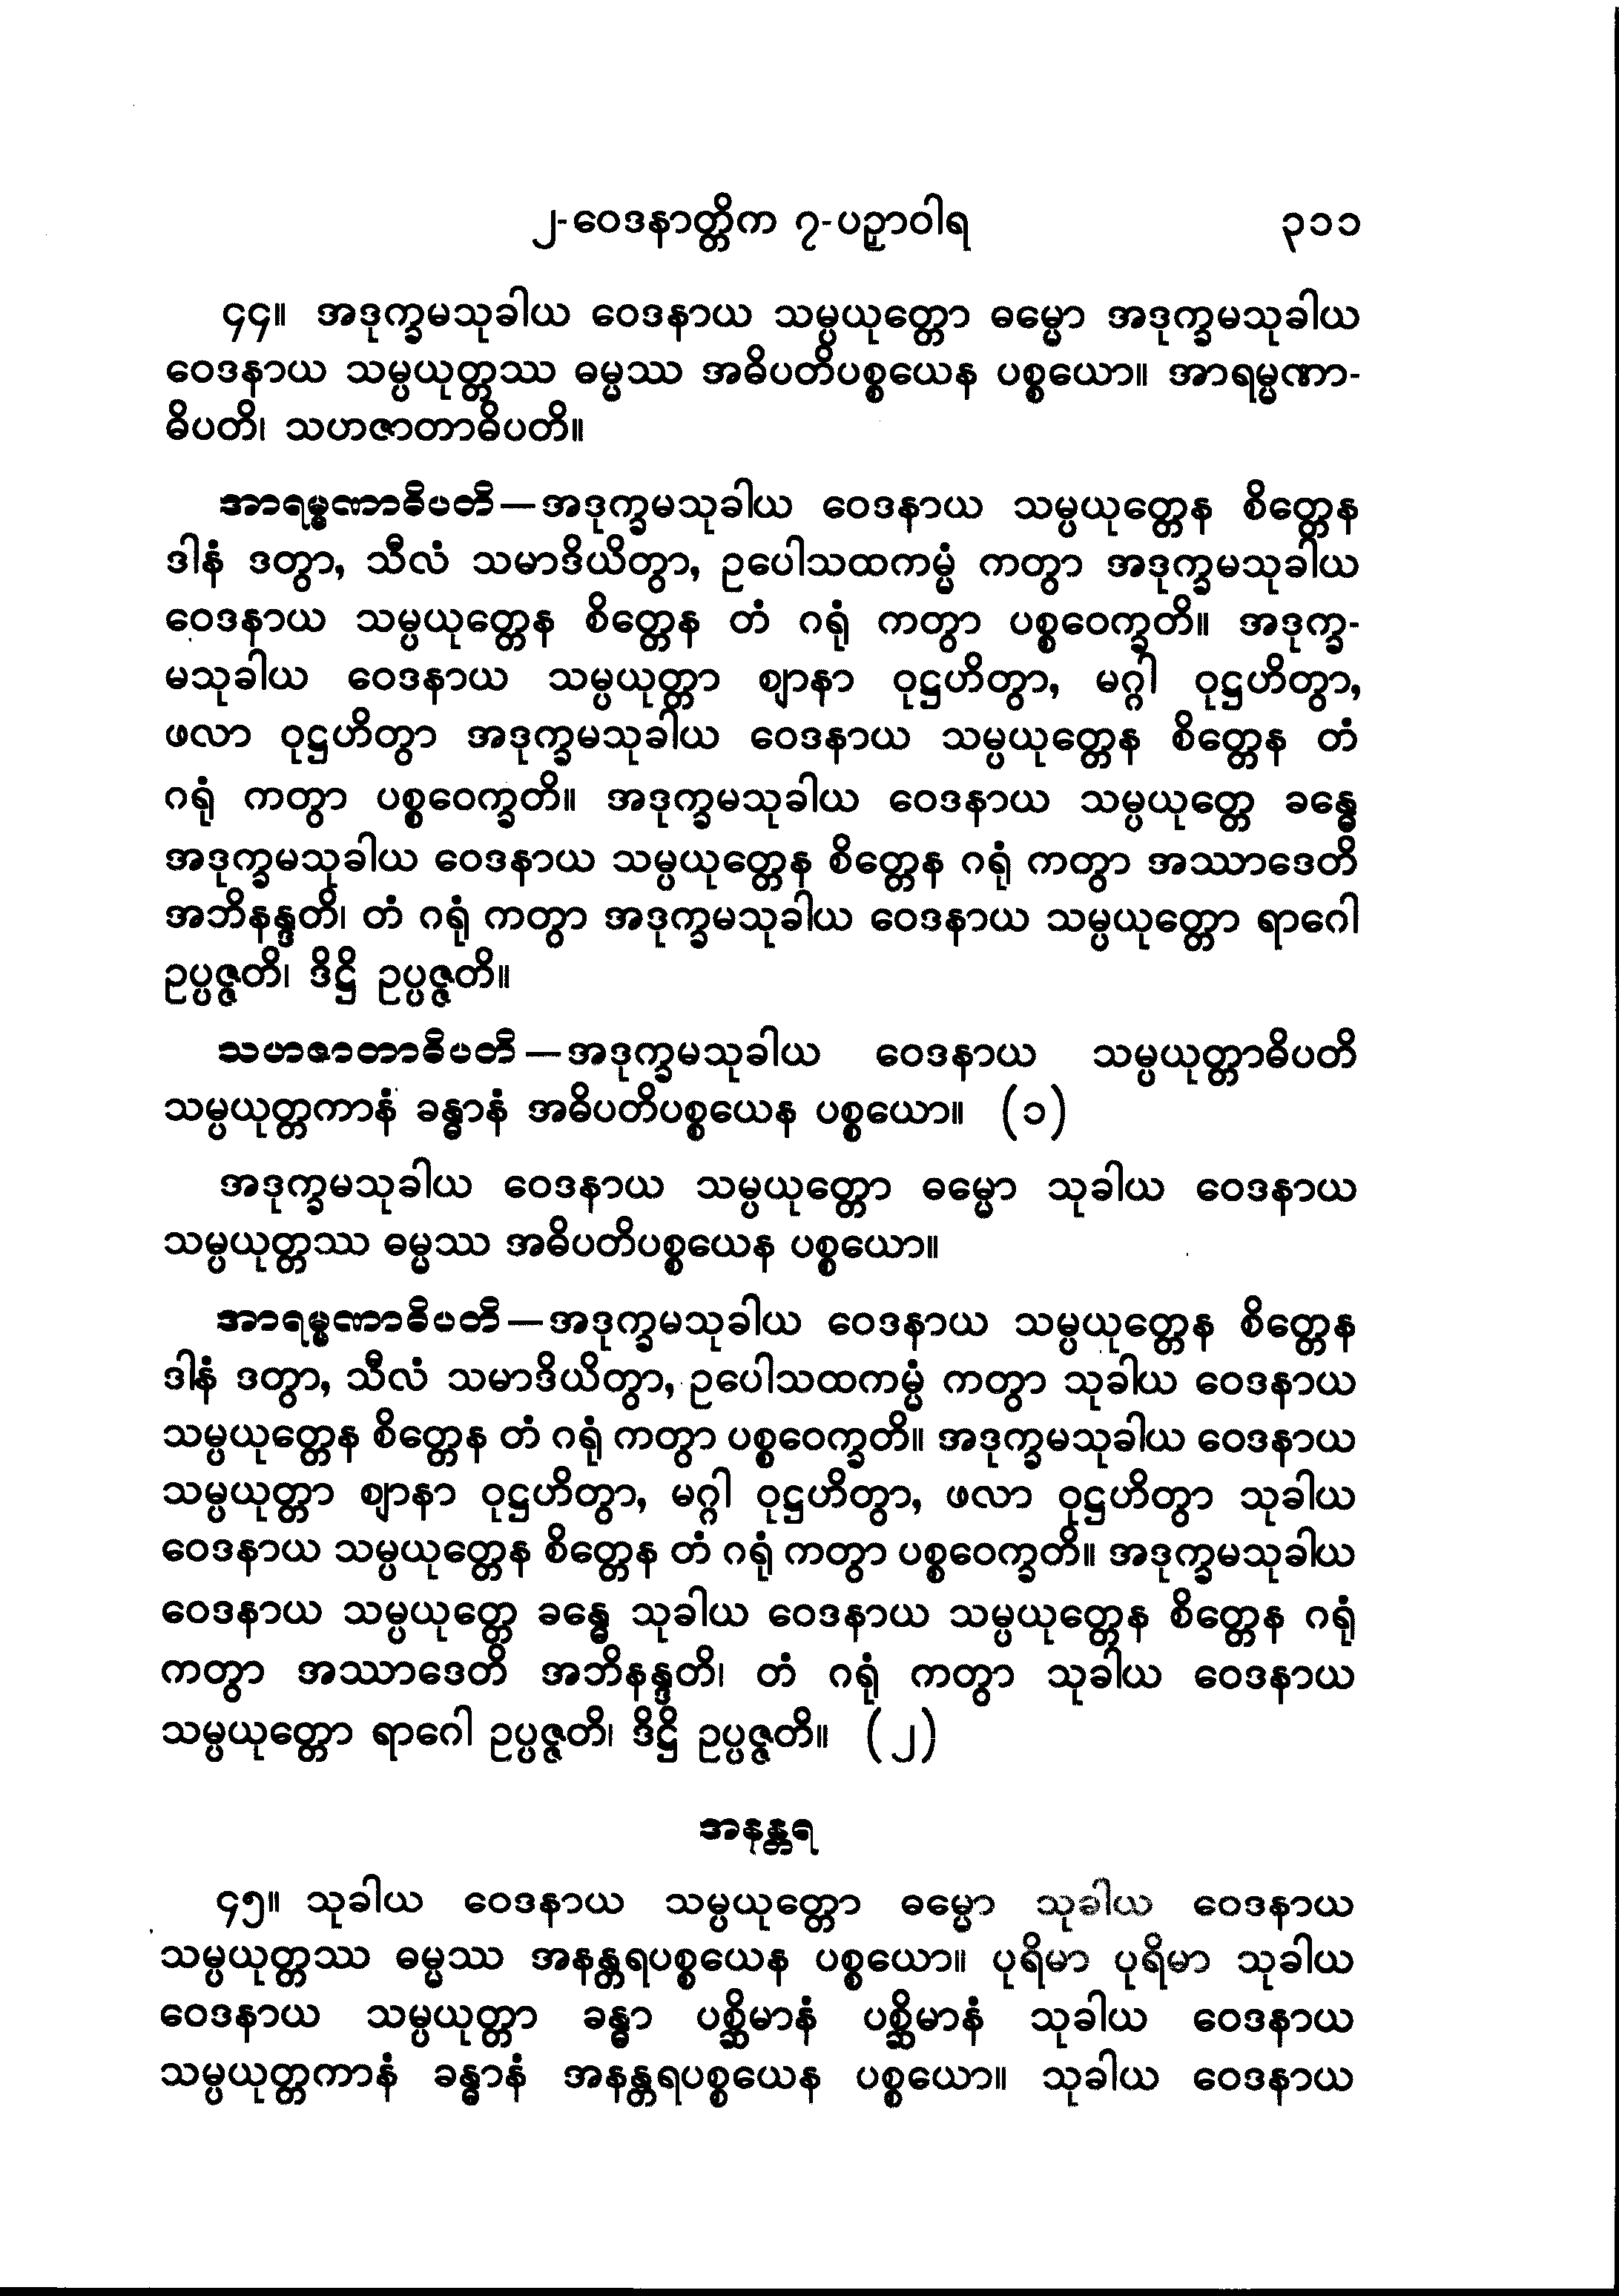 ၂-ဝေဒနာတ္တိက ၇-ပဉှာဝါရ ၃၁၁
၄၄။ အဒုက္ခမသုခါယ ဝေဒနာယ သမ္ပယုတ္တော ဓမ္မော အဒုက္ခမသုခါယ
ဝေဒနာယ သမ္ပယုတ္တဿ ဓမ္မဿ အဓိပတိပစ္စယေန ပစ္စယော။ အာရမ္မဏာ-
ဓိပတိ၊ သဟဇာတာဓိပတိ။
အာရမ္မဏာဓိပတိ—အဒုက္ခမသုခါယ ဝေဒနာယ သမ္ပယုတ္တေန စိတ္တေန
ဒါနံ ဒတွာ, သီလံ သမာဒိယိတွာ, ဥပေါသထကမ္မံ ကတွာ အဒုက္ခမသုခါယ
ဝေဒနာယ သမ္ပယုတ္တေန စိတ္တေန တံ ဂရုံ ကတွာ ပစ္စဝေက္ခတိ။ အဒုက္ခ-
မသုခါယ ဝေဒနာယ သမ္ပယုတ္တာ ဈာနာ ဝုဋ္ဌဟိတွာ, မဂ္ဂါ ဝုဋ္ဌဟိတွာ,
ဖလာ ဝုဋ္ဌဟိတွာ အဒုက္ခမသုခါယ ဝေဒနာယ သမ္ပယုတ္တေန စိတ္တေန တံ
ဂရုံ ကတွာ ပစ္စဝေက္ခတိ။ အဒုက္ခမသုခါယ ဝေဒနာယ သမ္ပယုတ္တေ ခန္ဓေ
အဒုက္ခမသုခါယ ဝေဒနာယ သမ္ပယုတ္တေန စိတ္တေန ဂရုံ ကတွာ အဿာဒေတိ
အဘိနန္ဒတိ၊ တံ ဂရုံ ကတွာ အဒုက္ခမသုခါယ ဝေဒနာယ သမ္ပယုတ္တော ရာဂေါ
ဥပ္ပဇ္ဇတိ၊ ဒိဋ္ဌိ ဥပ္ပဇ္ဇတိ။
သဟဇာတာဓိပတိ—အဒုက္ခမသုခါယ ဝေဒနာယ သမ္ပယုတ္တာဓိပတိ
သမ္ပယုတ္တကာနံ ခန္ဓာနံ အဓိပတိပစ္စယေန ပစ္စယော။ (၁)
အဒုက္ခမသုခါယ ဝေဒနာယ သမ္ပယုတ္တော ဓမ္မော သုခါယ ဝေဒနာယ
သမ္ပယုတ္တဿ ဓမ္မဿ အဓိပတိပစ္စယေန ပစ္စယော။
အာရမ္မဏာဓိပတိ—အဒုက္ခမသုခါယ ဝေဒနာယ သမ္ပယုတ္တေန စိတ္တေန
ဒါနံ ဒတွာ, သီလံ သမာဒိယိတွာ, ဥပေါသထကမ္မံ ကတွာ သုခါယ ဝေဒနာယ
သမ္ပယုတ္တေန စိတ္တေန တံ ဂရုံ ကတွာ ပစ္စဝေက္ခတိ။ အဒုက္ခမသုခါယ ဝေဒနာယ
သမ္ပယုတ္တာ ဈာနာ ဝုဋ္ဌဟိတွာ, မဂ္ဂါ ဝုဋ္ဌဟိတွာ, ဖလာ ဝုဋ္ဌဟိတွာ သုခါယ
ဝေဒနာယ သမ္ပယုတ္တေန စိတ္တေန တံ ဂရုံ ကတွာ ပစ္စဝေက္ခတိ။ အဒုက္ခမသုခါယ
ဝေဒနာယ သမ္ပယုတ္တေ ခန္ဓေ သုခါယ ဝေဒနာယ သမ္ပယုတ္တေန စိတ္တေန ဂရုံ
ကတွာ အဿာဒေတိ အဘိနန္ဒတိ၊ တံ ဂရုံ ကတွာ သုခါယ ဝေဒနာယ
သမ္ပယုတ္တော ရာဂေါ ဥပ္ပဇ္ဇတိ၊ ဒိဋ္ဌိ ဥပ္ပဇ္ဇတိ။ (၂)
အနန္တရ
၄၅။ သုခါယ ဝေဒနာယ သမ္ပယုတ္တော ဓမ္မော သုခါယ ဝေဒနာယ
သမ္ပယုတ္တဿ ဓမ္မဿ အနန္တရပစ္စယေန ပစ္စယော။ ပုရိမာ ပုရိမာ သုခါယ
ဝေဒနာယ သမ္ပယုတ္တာ ခန္ဓာ ပစ္ဆိမာနံ ပစ္ဆိမာနံ သုခါယ ဝေဒနာယ
သမ္ပယုတ္တကာနံ ခန္ဓာနံ အနန္တရပစ္စယေန ပစ္စယော။ သုခါယ ဝေဒနာယ